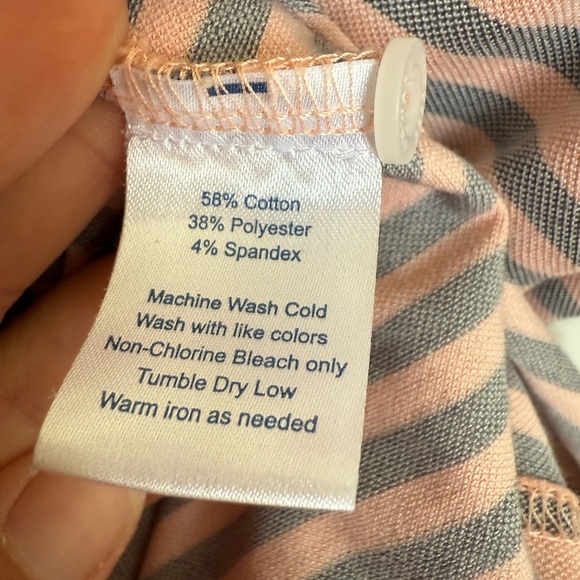 58% Cotton
38% Polyester
4% Spandex
Machine Wash Cold
Wash with like colors
Non-Chlorine Bleach only
Tumble Dry Low
Warm iron as needed